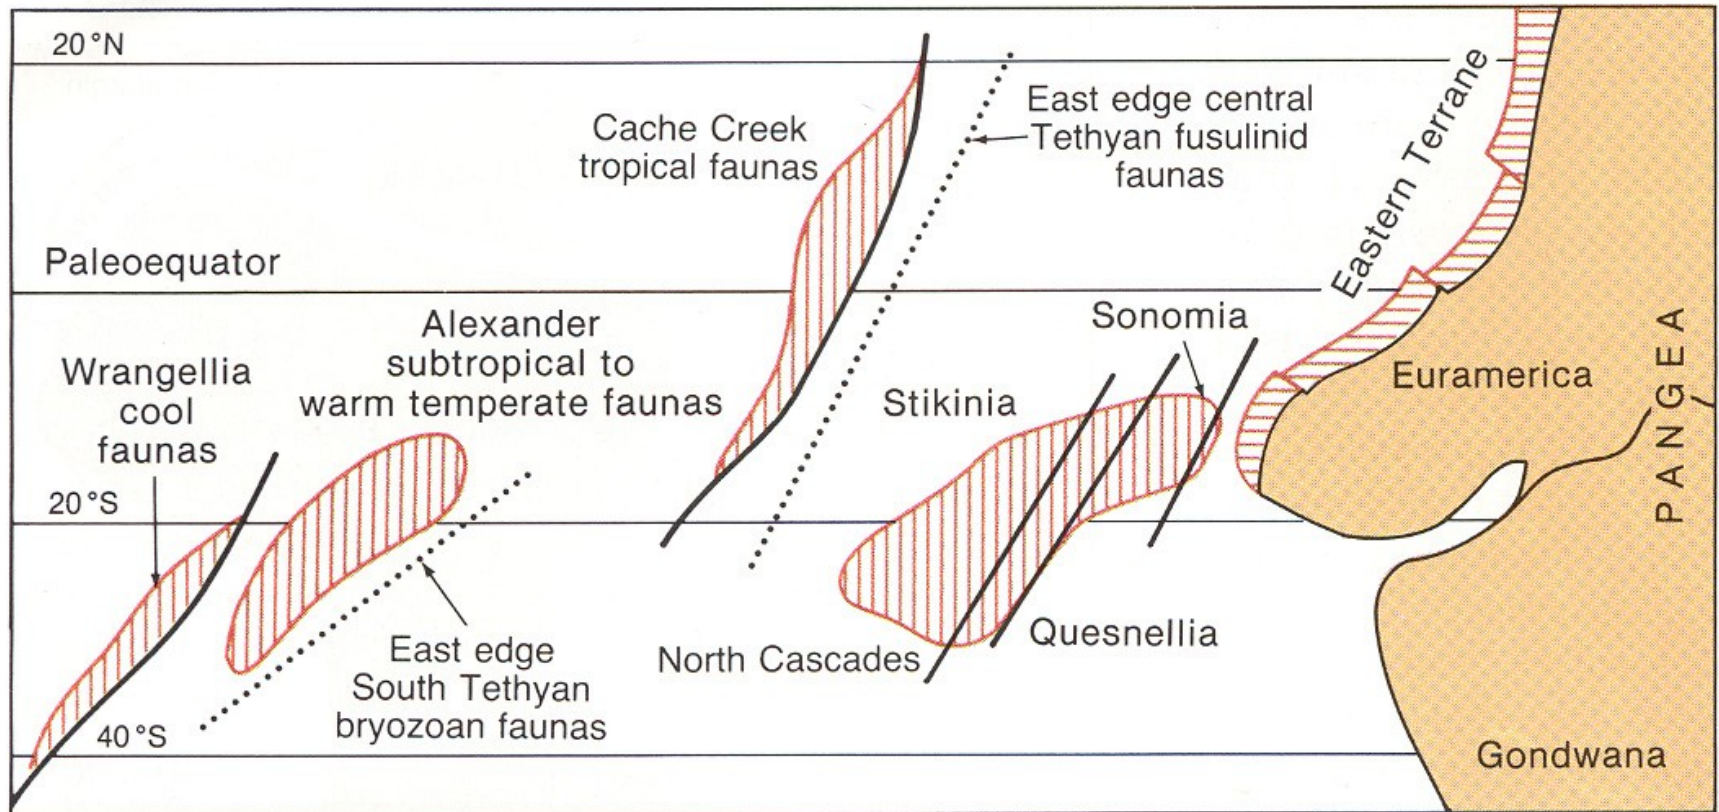 20°N
Cache Creek
tropical faunas
East edge central
Tethyan fusulinid
faunas
Eastern Terrane
Paleoequator
Alexander
subtropical to
warm temperate faunas
Wrangellia
cool
faunas
Sonomia
Stikinia
Euramerica
PANGEA
20°S
East edge
South Tethyan
bryozoan faunas
North Cascades
Quesnellia
40°S
Gondwana